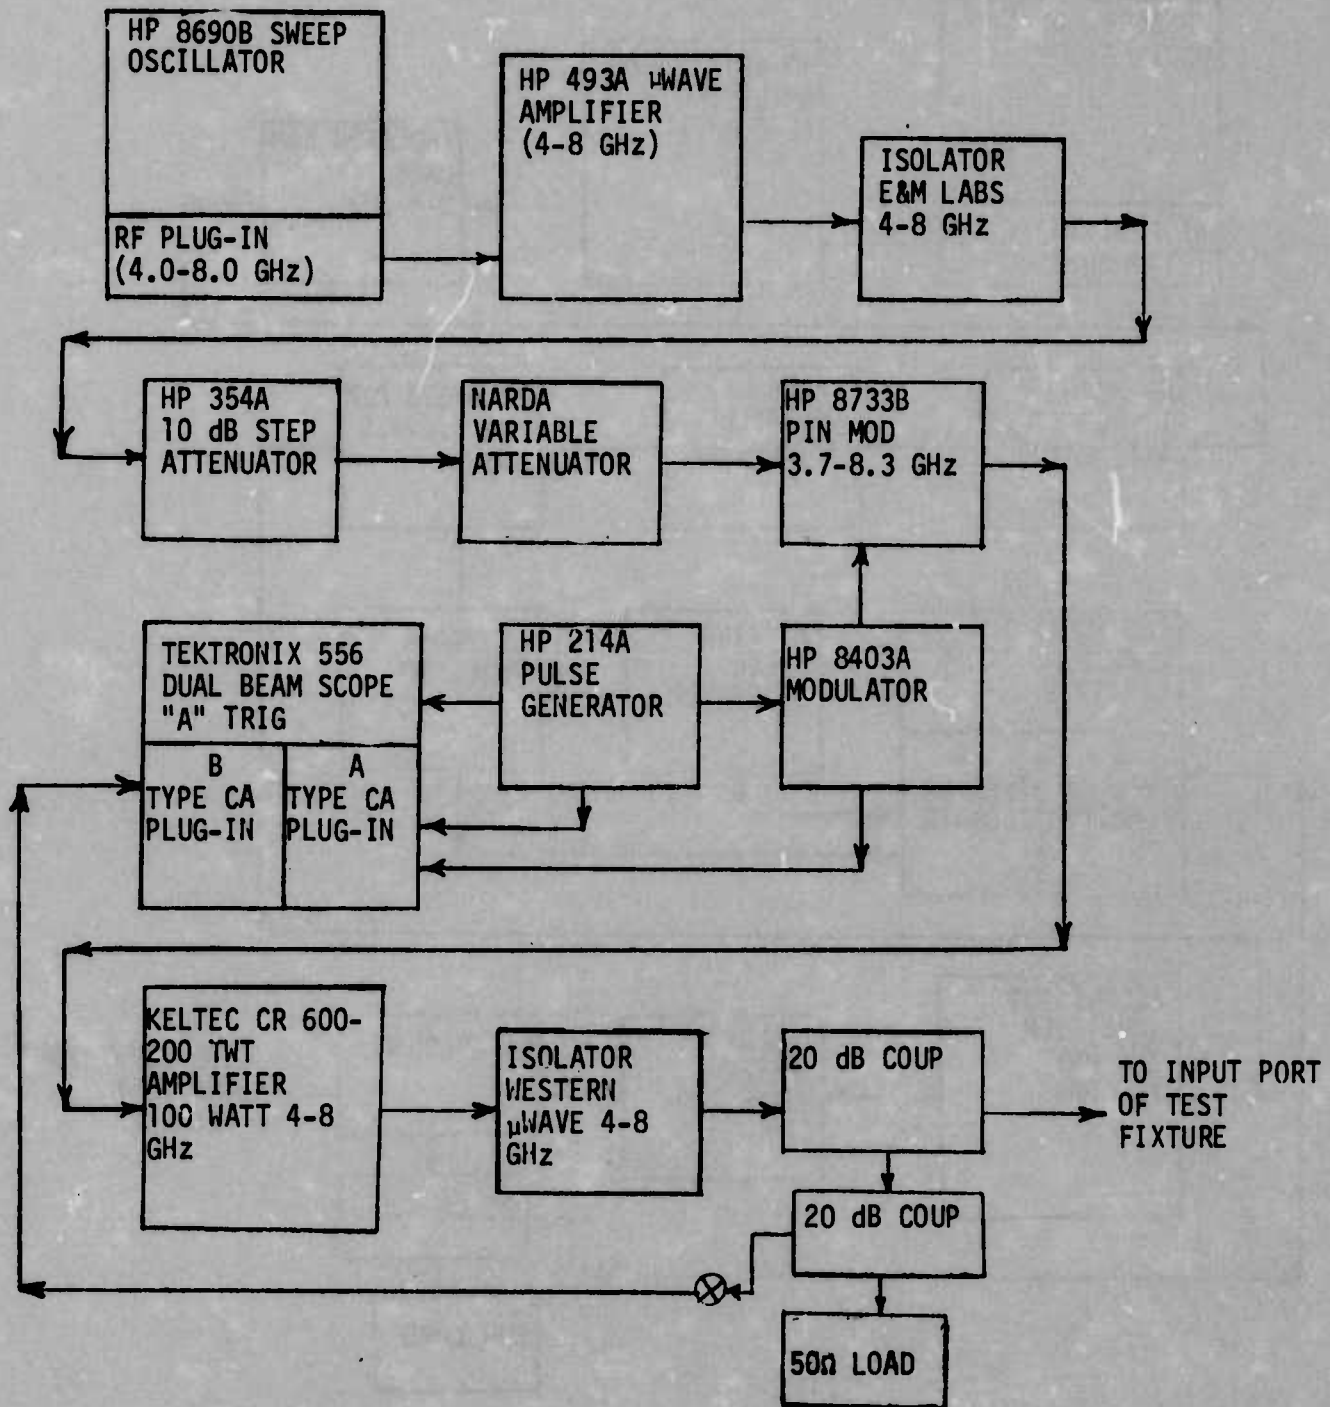 HP 8690B SWEEP
OSCILLATOR
RF PLUG-IN
(4.0-8.0 GHz)
HP 493A µWAVE
AMPLIFIER
(4-8 GHz)
ISOLATOR
E&M LABS
4-8 GHz
HP 354A
10 dB STEP
ATTENUATOR
NARDA
VARIABLE
ATTENUATOR
HP 8733B
PIN MOD
3.7-8.3 GHz
TEKTRONIX 556
DUAL BEAM SCOPE
"A" TRIG
B
TYPE CA
PLUG-IN
A
TYPE CA
PLUG-IN
HP 214A
PULSE
GENERATOR
HP 8403A
MODULATOR
KELTEC CR 600-
200 TWT
AMPLIFIER
100 WATT 4-8
GHz
ISOLATOR
WESTERN
µWAVE 4-8
GHz
20 dB COUP
TO INPUT PORT
OF TEST
FIXTURE
20 dB COUP
50Ω LOAD